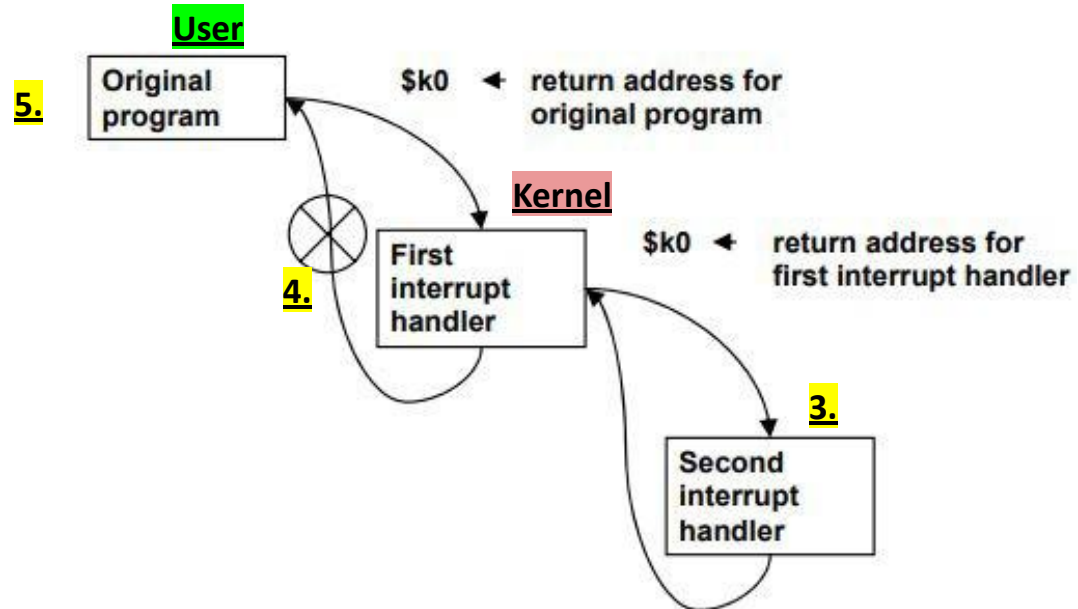 User
5.
Original
program
$k0 ← return address for
original program
Kernel
4.
First
interrupt
handler
$k0 ← return address for
first interrupt handler
3.
Second
interrupt
handler